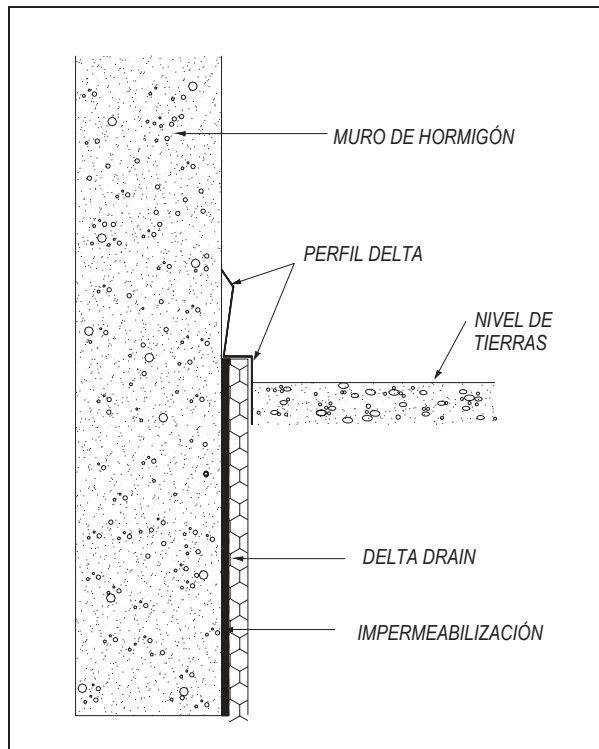 MURO DE HORMIGÓN
PERFIL DELTA
NIVEL DE
TIERRAS
DELTA DRAIN
IMPERMEABILIZACIÓN